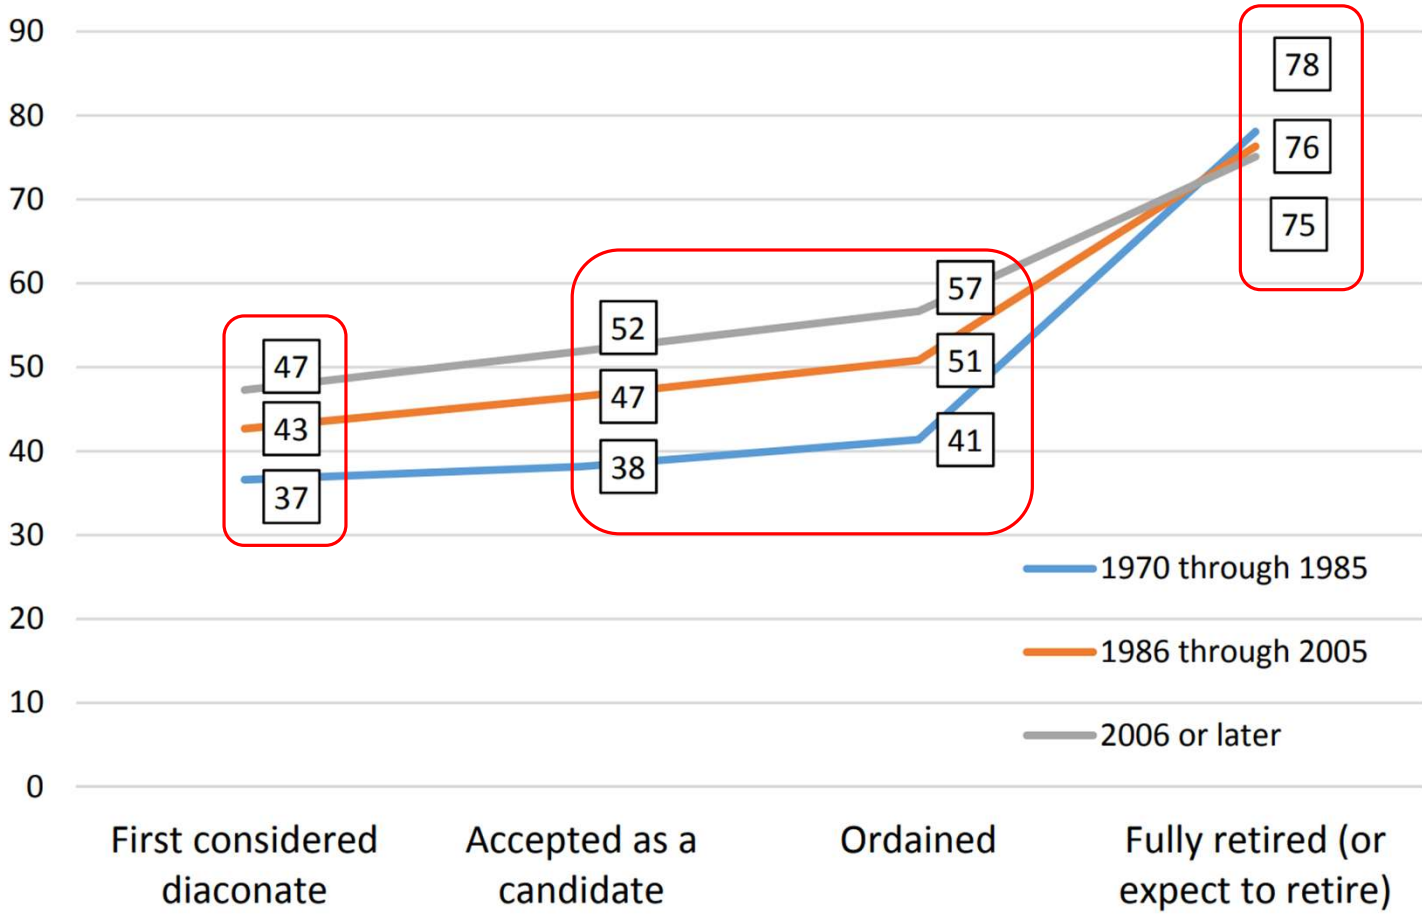 90
78
80
76
70
75
60
57
52
50
47
51
47
43
40
41
38
37
30
1970 through 1985
20
1986 through 2005
10
2006 or later
0
First considered
diaconate
Accepted as a
candidate
Ordained
Fully retired (or
expect to retire)